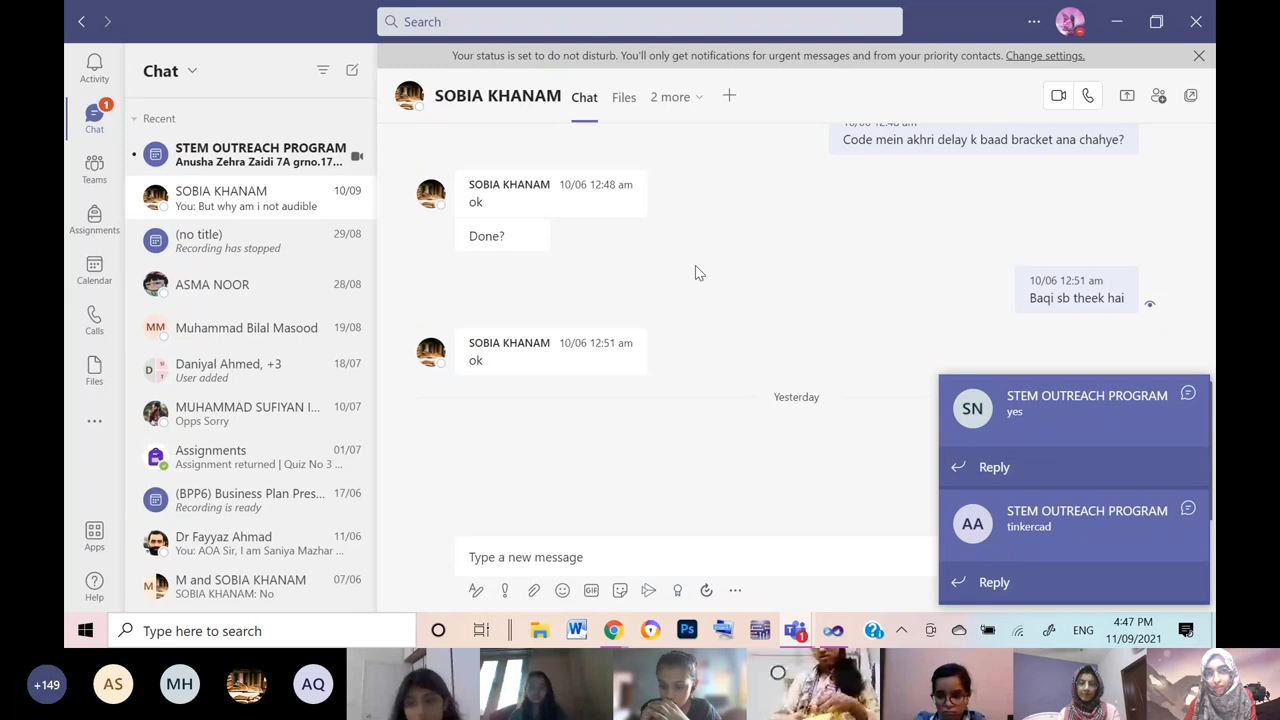 Search
Your status is set to do not disturb. You'll only get notifications for urgent messages and from your priority contacts. Change settings.
Activity
1
Chat
Teams
Assignments
Calendar
Calls
Files
Apps
Help
Chat
Recent
STEM OUTREACH PROGRAM
Anusha Zehra Zaidi 7A grno.17...
SOBIA KHANAM 10/09
You: But why am i not audible
(no title) 29/08
Recording has stopped
ASMA NOOR 28/08
MM Muhammad Bilal Masood 19/08
D Daniyal Ahmed, +3 18/07
User added
MUHAMMAD SUFIYAN I... 10/07
Opps Sorry
Assignments 01/07
Assignment returned | Quiz No 3 ...
(BPP6) Business Plan Pres... 17/06
Recording is ready
Dr Fayyaz Ahmad 11/06
You: AOA Sir, I am Saniya Mazhar ...
M M and SOBIA KHANAM 07/06
SOBIA KHANAM: No
SOBIA KHANAM Chat Files 2 more
10/06 12:48 am
Code mein akhri delay k baad bracket ana chahye?
SOBIA KHANAM 10/06 12:48 am
ok
Done?
10/06 12:51 am
Baqi sb theek hai
SOBIA KHANAM 10/06 12:51 am
ok
Yesterday
SN STEM OUTREACH PROGRAM
yes
Reply
AA STEM OUTREACH PROGRAM
tinkercad
Reply
Type a new message
GIF
Type here to search
W
Ps
1
ENG
4:47 PM
11/09/2021
+149
AS
MH
AQ